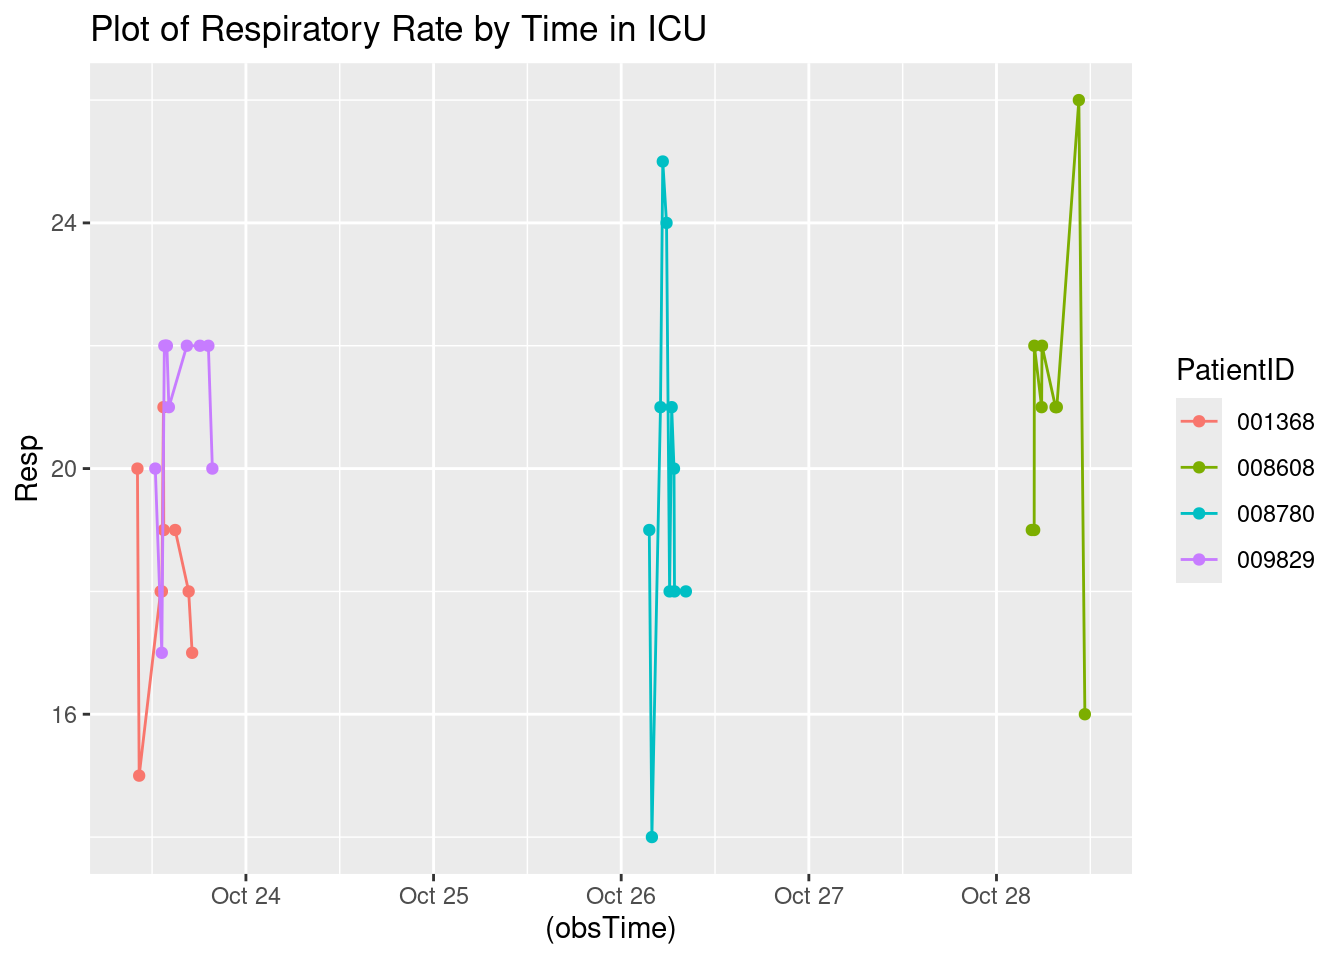 Plot of Respiratory Rate by Time in ICU
24
20
16
Resp
Oct 24
Oct 25
Oct 26
Oct 27
Oct 28
(obsTime)
PatientID
001368
008608
008780
009829